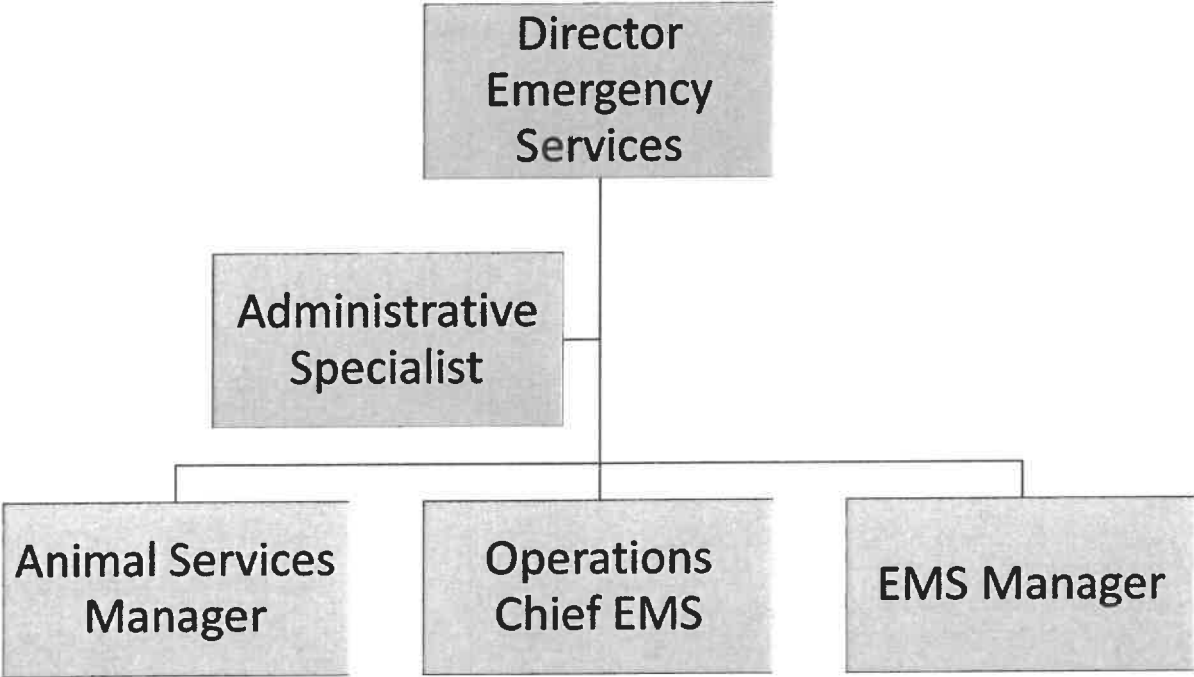 Director
Emergency
Services
Administrative
Specialist
Animal Services
Manager
Operations
Chief EMS
EMS Manager